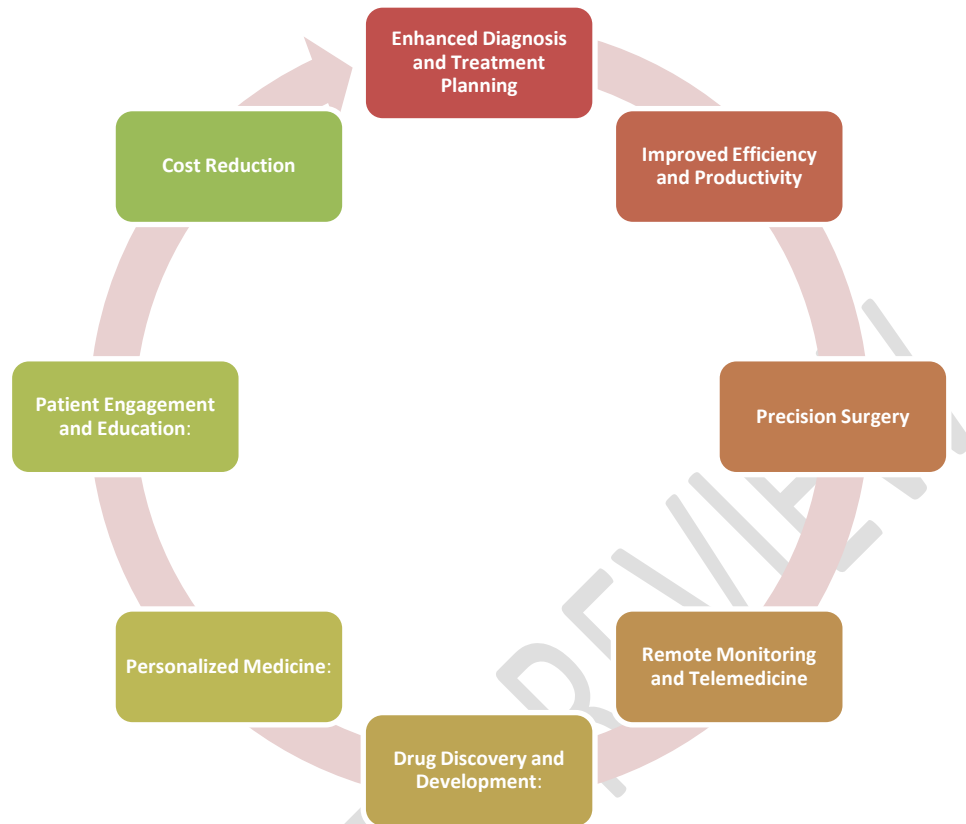 Enhanced Diagnosis
and Treatment
Planning
Improved Efficiency
and Productivity
Precision Surgery
Remote Monitoring
and Telemedicine
Drug Discovery and
Development:
Personalized Medicine:
Patient Engagement
and Education:
Cost Reduction
REVIEW